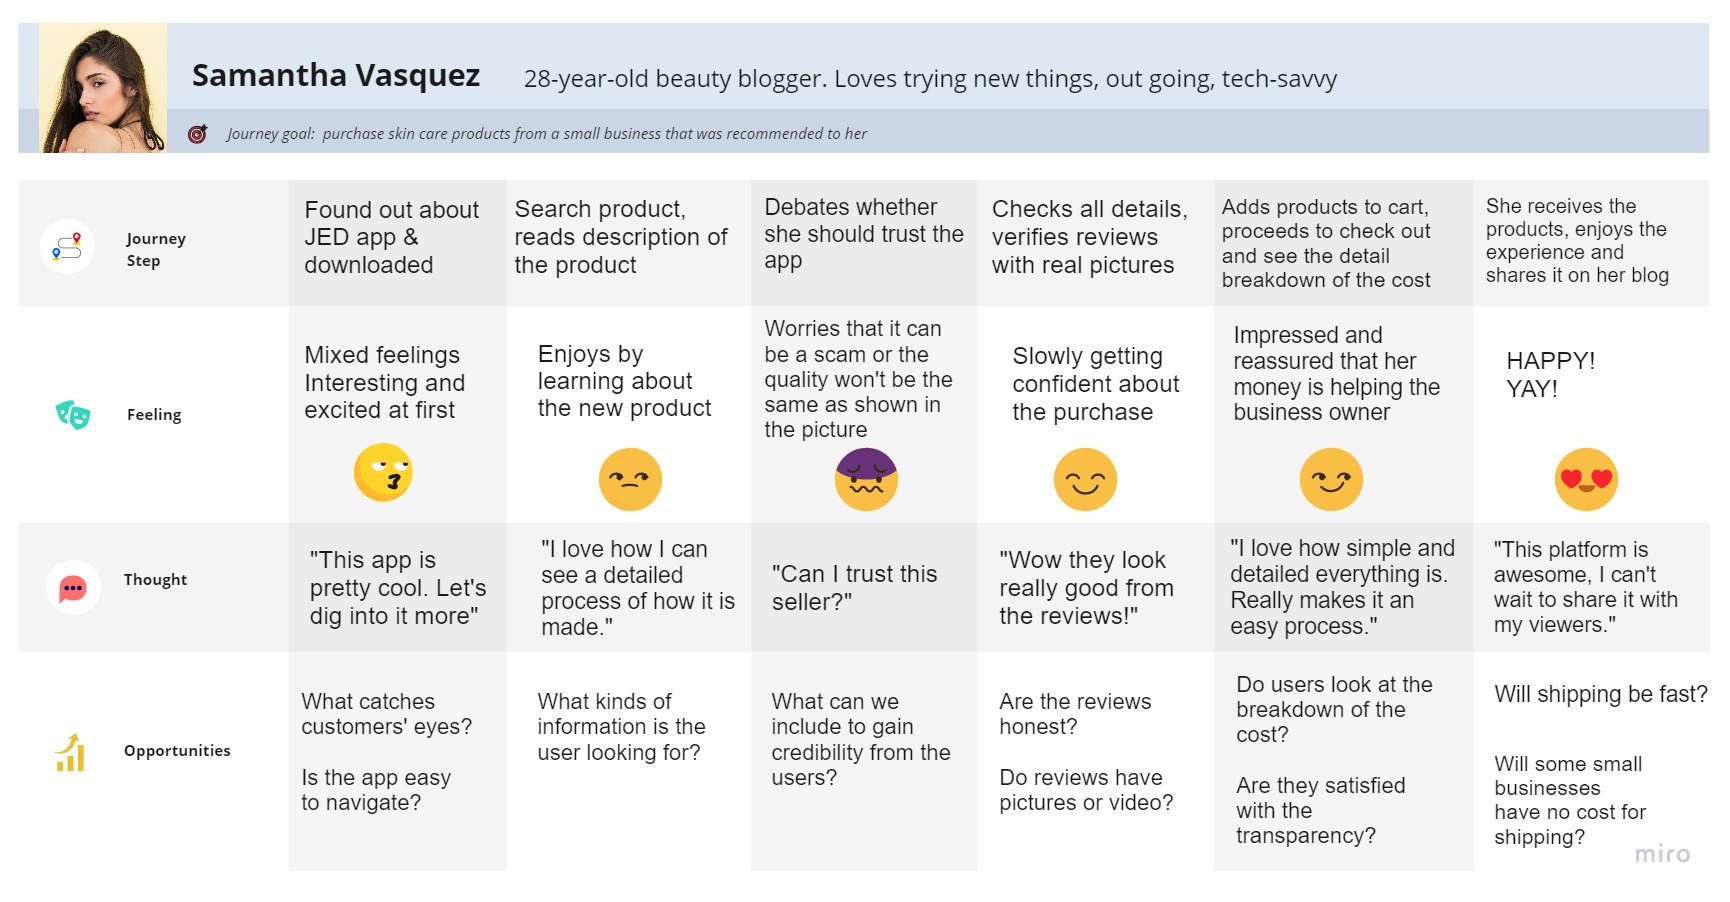 Samantha Vasquez
28-year-old beauty blogger. Loves trying new things, out going, tech-savvy
Journey goal:  purchase skin care products from a small business that was recommended to her
Journey
Step
Found out about
JED app &
downloaded
Search product,
reads description of
the product
Debates whether
she should trust the
app
Checks all details,
verifies reviews
with real pictures
Adds products to cart,
proceeds to check out
and see the detail
breakdown of the cost
She receives the
products, enjoys the
experience and
shares it on her blog
Feeling
Mixed feelings
Interesting and
excited at first
Enjoys by
learning about
the new product
Worries that it can
be a scam or the
quality won't be the
same as shown in
the picture
Slowly getting
confident about
the purchase
Impressed and
reassured that her
money is helping the
business owner
HAPPY!
YAY!
Thought
"This app is
pretty cool. Let's
dig into it more"
"I love how I can
see a detailed
process of how it is
made."
"Can I trust this
seller?"
"Wow they look
really good from
the reviews!"
"I love how simple and
detailed everything is.
Really makes it an
easy process."
"This platform is
awesome, I can't
wait to share it with
my viewers."
Opportunities
What catches
customers' eyes?
Is the app easy
to navigate?
What kinds of
information is the
user looking for?
What can we
include to gain
credibility from the
users?
Are the reviews
honest?
Do reviews have
pictures or video?
Do users look at the
breakdown of the
cost?
Are they satisfied
with the
transparency?
Will shipping be fast?
Will some small
businesses
have no cost for
shipping?
miro